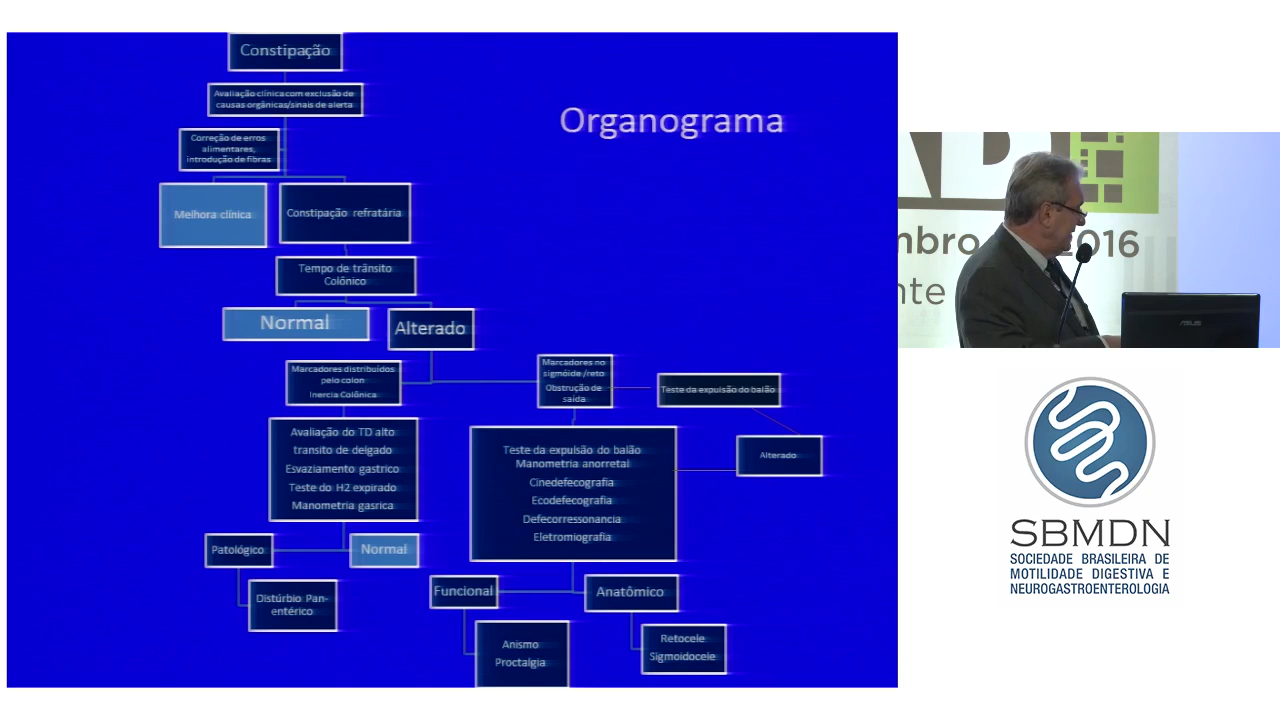 Constipação
Avaliação clínica com exclusão de
causas orgânicas/sinais de alerta
Organograma
Correção de erros
alimentares,
introdução de fibras
Melhora clínica
Constipação refratária
Tempo de trânsito
Colônico
Normal
Alterado
Marcadores distribuídos
pelo colon
Inercia Colônica
Marcadores no
sigmóide /reto
Obstrução de
saída
Teste da expulsão do balão
Alterado
Avaliação do TD alto
transito de delgado
Esvaziamento gastrico
Teste do H2 expirado
Manometria gasrica
Teste da expulsão do balão
Manometria anorretal
Cinedefecografia
Ecodefecografia
Defecorressonancia
Eletromiografia
Patológico
Normal
Distúrbio Pan-
entérico
Funcional
Anatômico
Anismo
Proctalgia
Retocele
Sigmoidocele
mbro 2016
nte
ASUS
SBMDN
SOCIEDADE BRASILEIRA DE
MOTILIDADE DIGESTIVA E
NEUROGASTROENTEROLOGIA